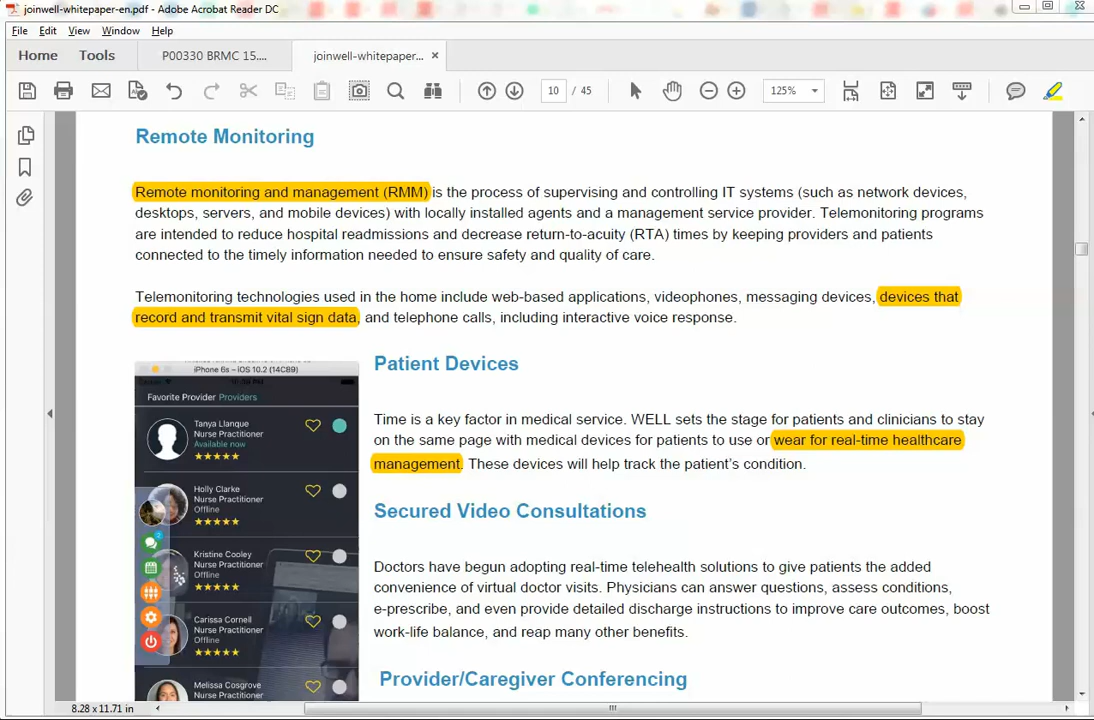 joinwell-whitepaper-en.pdf - Adobe Acrobat Reader DC
File Edit View Window Help
Home Tools P00330 BRMC 15.... joinwell-whitepaper... ×
10 / 45 125%
Remote Monitoring
Remote monitoring and management (RMM) is the process of supervising and controlling IT systems (such as network devices,
desktops, servers, and mobile devices) with locally installed agents and a management service provider. Telemonitoring programs
are intended to reduce hospital readmissions and decrease return-to-acuity (RTA) times by keeping providers and patients
connected to the timely information needed to ensure safety and quality of care.
Telemonitoring technologies used in the home include web-based applications, videophones, messaging devices, devices that
record and transmit vital sign data, and telephone calls, including interactive voice response.
iPhone 6s – iOS 10.2 (14C89)
Favorite Provider Providers
Tanya Llanque
Nurse Practitioner
Available now
Holly Clarke
Nurse Practitioner
Offline
Kristine Cooley
Nurse Practitioner
Offline
Carissa Cornell
Nurse Practitioner
Offline
Melissa Cosgrove
Nurse Practitioner
Patient Devices
Time is a key factor in medical service. WELL sets the stage for patients and clinicians to stay
on the same page with medical devices for patients to use or wear for real-time healthcare
management. These devices will help track the patient's condition.
Secured Video Consultations
Doctors have begun adopting real-time telehealth solutions to give patients the added
convenience of virtual doctor visits. Physicians can answer questions, assess conditions,
e-prescribe, and even provide detailed discharge instructions to improve care outcomes, boost
work-life balance, and reap many other benefits.
Provider/Caregiver Conferencing
8.28 x 11.71 in